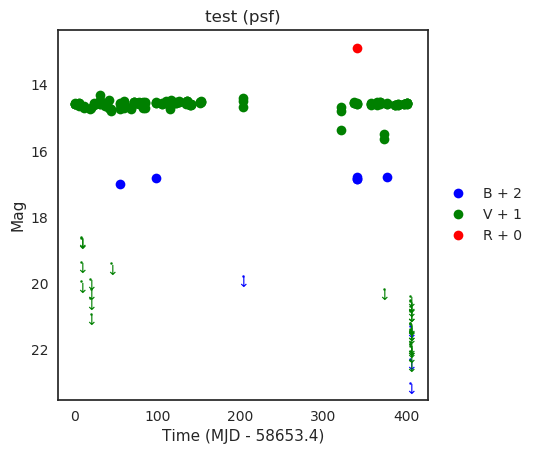 test (psf)
14
16
18
20
22
Mag
0
100
200
300
400
Time (MJD - 58653.4)
B + 2
V + 1
R + 0